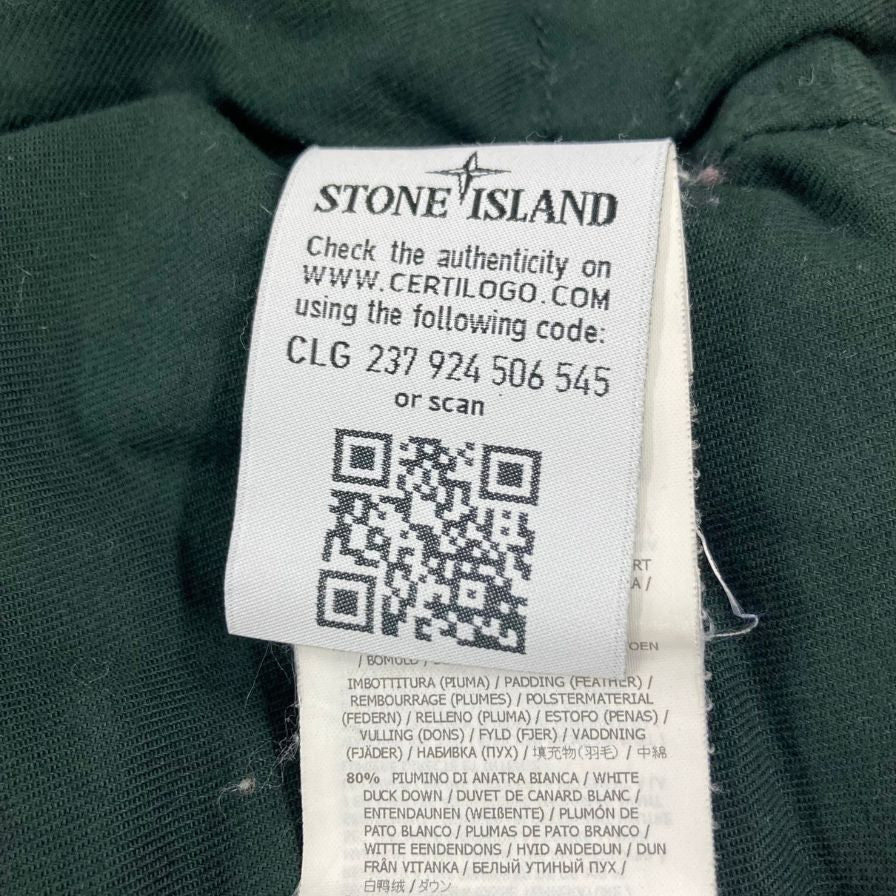 STONE ISLAND
Check the authenticity on
WWW.CERTILOGO.COM
using the following code:
CLG 237 924 506 545
or scan
RT
A /
OEN
/ BOMULD /
IMBOTTITURA (PIUMA) / PADDING (FEATHER) /
REMBOURRAGE (PLUMES) / POLSTERMATERIAL
(FEDERN) / RELLENO (PLUMA) / ESTOFO (PENAS) /
VULLING (DONS) / FYLD (FJER) / VADDNING
(FJÄDER) / НАБИВКА (ПУХ) / 填充物(羽毛) / 中綿
80% PIUMINO DI ANATRA BIANCA / WHITE
DUCK DOWN / DUVET DE CANARD BLANC /
ENTENDAUNEN (WEIßENTE) / PLUMÓN DE
PATO BLANCO / PLUMAS DE PATO BRANCO /
WITTE EENDENDONS / HVID ANDEDUN / DUN
FRÅN VITANKA / БЕЛЫЙ УТИНЫЙ ПУХ /
白鸭绒 / ダウン